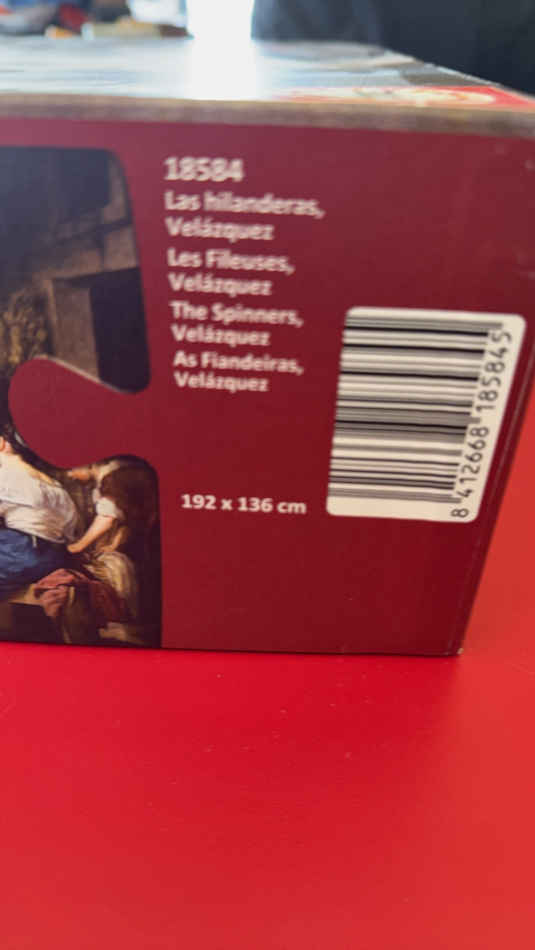 18584
Las hilanderas,
Velázquez
Les Fileuses,
Velázquez
The Spinners,
Velázquez
As Fiandeiras,
Velázquez
192 x 136 cm
8 412668 185845